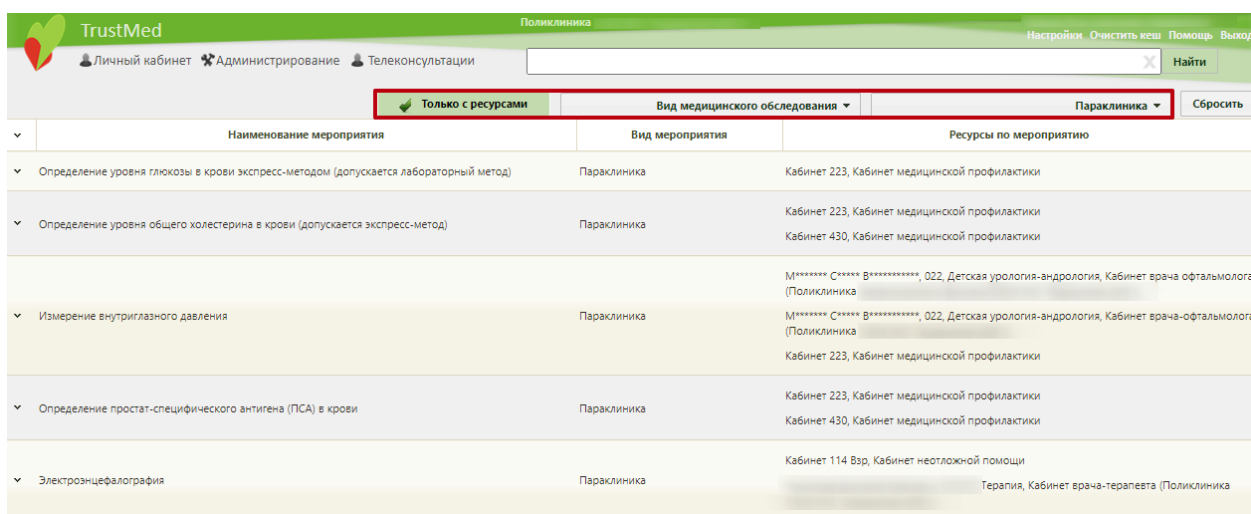 TrustMed
Поликлиника
Настройки Очистить кеш Помощь Выход
Личный кабинет Администрирование Телеконсультации
X Найти
Только с ресурсами Вид медицинского обследования Параклиника Сбросить
Наименование мероприятия Вид мероприятия Ресурсы по мероприятию
Определение уровня глюкозы в крови экспресс-методом (допускается лабораторный метод) Параклиника Кабинет 223, Кабинет медицинской профилактики
Определение уровня общего холестерина в крови (допускается экспресс-метод) Параклиника
Кабинет 223, Кабинет медицинской профилактики
Кабинет 430, Кабинет медицинской профилактики
Измерение внутриглазного давления Параклиника
М******* С***** В***********, 022, Детская урология-андрология, Кабинет врача офтальмолога
(Поликлиника
М******* С***** В***********, 022, Детская урология-андрология, Кабинет врача-офтальмолога
(Поликлиника
Кабинет 223, Кабинет медицинской профилактики
Определение простат-специфического антигена (ПСА) в крови Параклиника
Кабинет 223, Кабинет медицинской профилактики
Кабинет 430, Кабинет медицинской профилактики
Электроэнцефалография Параклиника
Кабинет 114 Взр, Кабинет неотложной помощи
Терапия, Кабинет врача-терапевта (Поликлиника